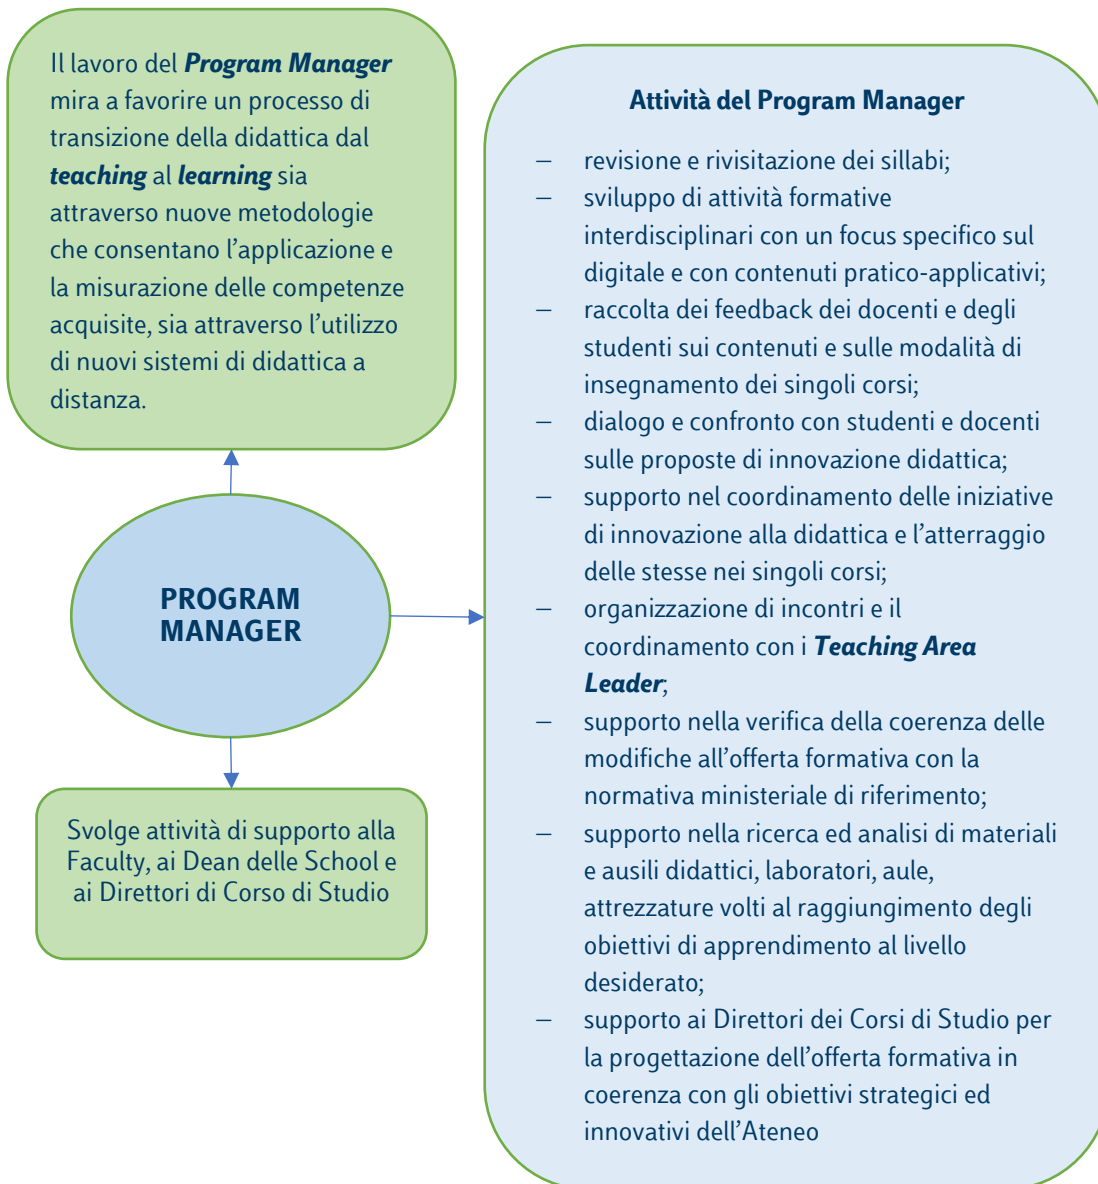 Il lavoro del Program Manager
mira a favorire un processo di
transizione della didattica dal
teaching al learning sia
attraverso nuove metodologie
che consentano l’applicazione e
la misurazione delle competenze
acquisite, sia attraverso l’utilizzo
di nuovi sistemi di didattica a
distanza.
PROGRAM
MANAGER
Svolge attività di supporto alla
Faculty, ai Dean delle School e
ai Direttori di Corso di Studio
Attività del Program Manager
– revisione e rivisitazione dei sillabi;
– sviluppo di attività formative
interdisciplinari con un focus specifico sul
digitale e con contenuti pratico-applicativi;
– raccolta dei feedback dei docenti e degli
studenti sui contenuti e sulle modalità di
insegnamento dei singoli corsi;
– dialogo e confronto con studenti e docenti
sulle proposte di innovazione didattica;
– supporto nel coordinamento delle iniziative
di innovazione alla didattica e l’atterraggio
delle stesse nei singoli corsi;
– organizzazione di incontri e il
coordinamento con i Teaching Area
Leader;
– supporto nella verifica della coerenza delle
modifiche all’offerta formativa con la
normativa ministeriale di riferimento;
– supporto nella ricerca ed analisi di materiali
e ausili didattici, laboratori, aule,
attrezzature volti al raggiungimento degli
obiettivi di apprendimento al livello
desiderato;
– supporto ai Direttori dei Corsi di Studio per
la progettazione dell’offerta formativa in
coerenza con gli obiettivi strategici ed
innovativi dell’Ateneo